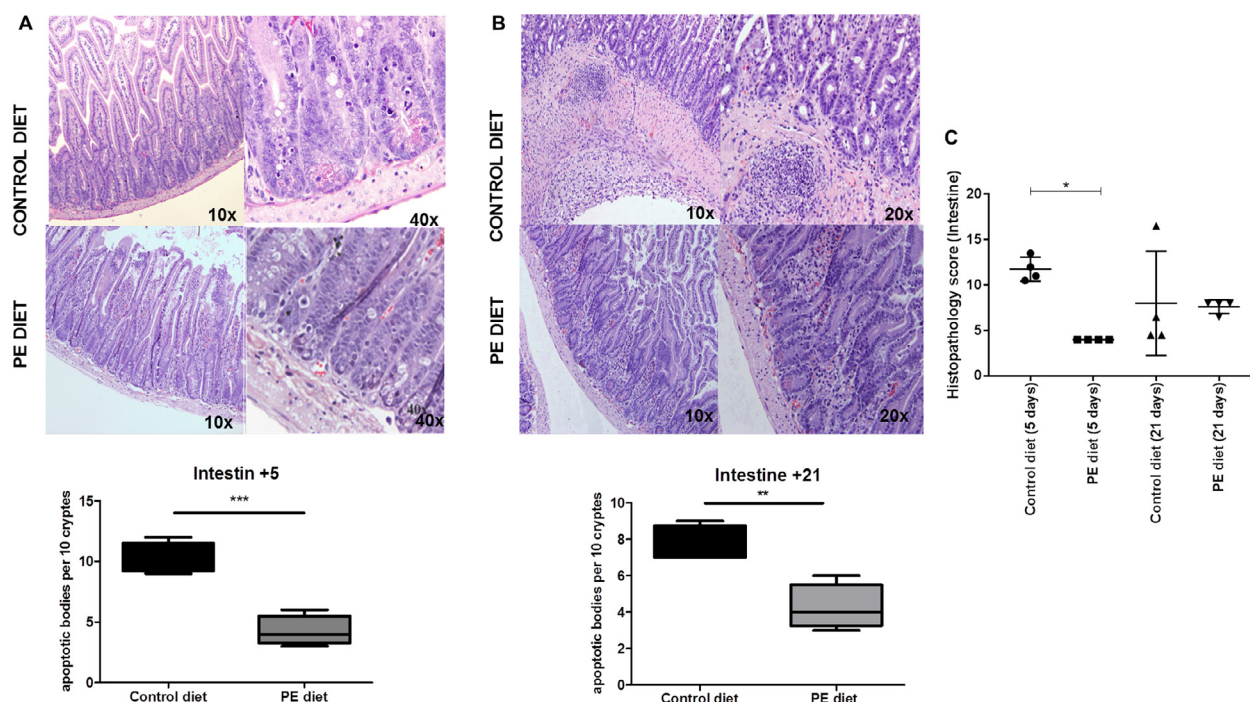 A
CONTROL DIET
10x
40x
PE DIET
10x
40x
40x
B
CONTROL DIET
10x
20x
PE DIET
10x
20x
C
Histopathology score (Intestine)
20
15
10
5
0
*
Control diet (5 days)
PE diet (5 days)
Control diet (21 days)
PE diet (21 days)
Intestin +5
apoptotic bodies per 10 cryptes
15
10
5
0
***
Control diet
PE diet
Intestine +21
apoptotic bodies per 10 cryptes
10
8
6
4
2
0
**
Control diet
PE diet